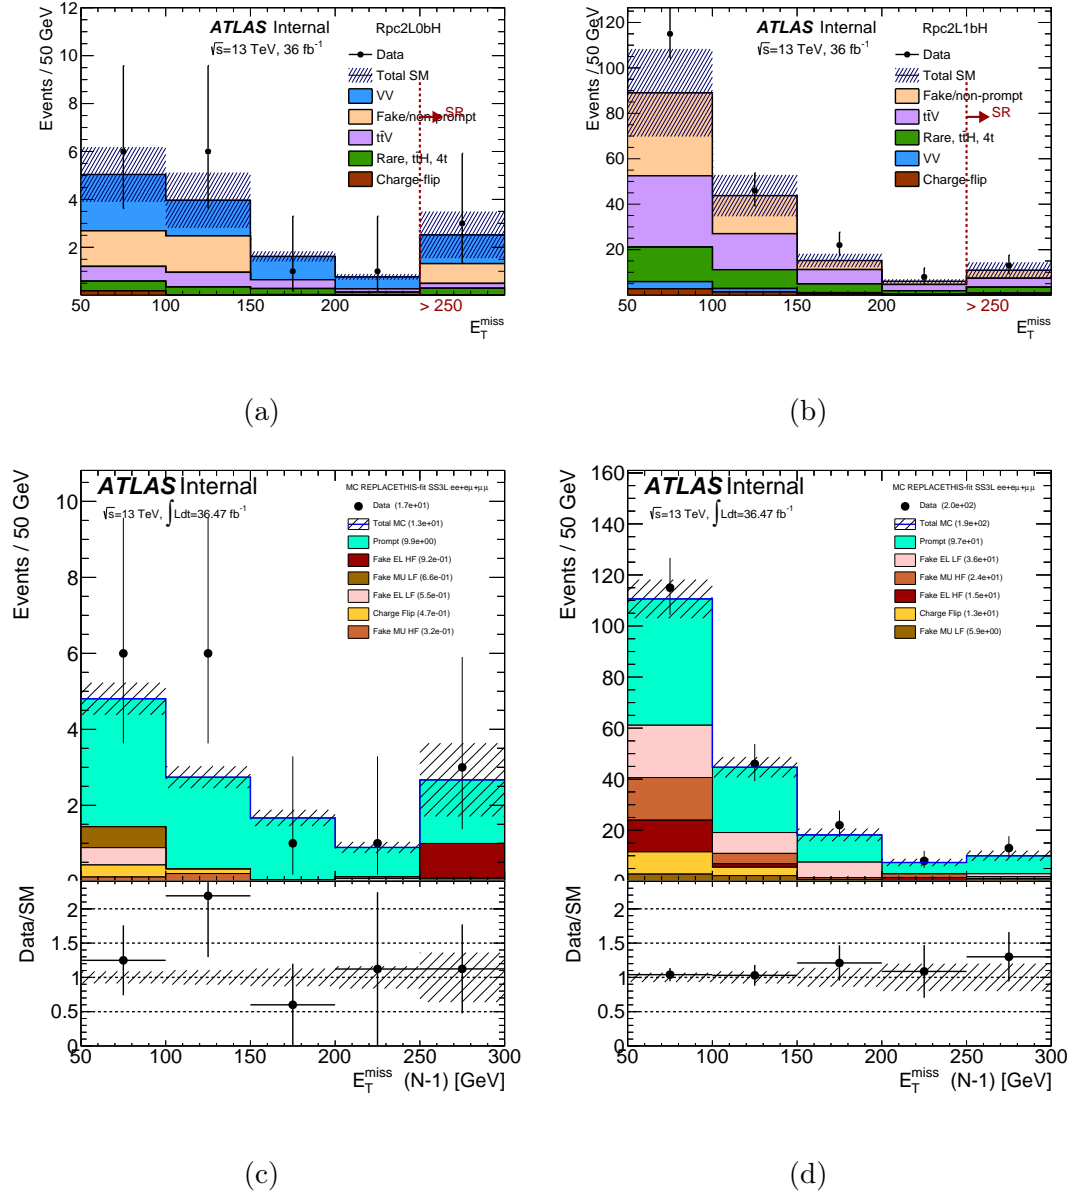 ATLAS Internal
Rpc2L0bH
√s=13 TeV, 36 fb-1
Data
Total SM
VV
Fake/non-prompt
tt̄V
Rare, tt̄H, 4t
Charge-flip
SR
Events / 50 GeV
12
10
8
6
4
2
50 100 150 200 > 250
E_T^miss
(a)
ATLAS Internal
Rpc2L1bH
√s=13 TeV, 36 fb-1
Data
Total SM
Fake/non-prompt
tt̄V
Rare, tt̄H, 4t
VV
Charge-flip
SR
Events / 50 GeV
120
100
80
60
40
20
50 100 150 200 > 250
E_T^miss
(b)
ATLAS Internal
√s=13 TeV, ∫Ldt=36.47 fb-1
MC REPLACETHIS-fit SS3L ee+eμ+μμ
Data (1.7e+01)
Total MC (1.3e+01)
Prompt (9.9e+00)
Fake EL HF (9.2e-01)
Fake MU LF (6.6e-01)
Fake EL LF (5.5e-01)
Charge Flip (4.7e-01)
Fake MU HF (3.2e-01)
Events / 50 GeV
10
8
6
4
2
0
Data/SM
2
1.5
1
0.5
0
50 100 150 200 250 300
E_T^miss (N-1) [GeV]
(c)
ATLAS Internal
√s=13 TeV, ∫Ldt=36.47 fb-1
MC REPLACETHIS-fit SS3L ee+eμ+μμ
Data (2.0e+02)
Total MC (1.9e+02)
Prompt (9.7e+01)
Fake EL LF (3.6e+01)
Fake MU HF (2.4e+01)
Fake EL HF (1.5e+01)
Charge Flip (1.3e+01)
Fake MU LF (5.9e+00)
Events / 50 GeV
160
140
120
100
80
60
40
20
0
Data/SM
2
1.5
1
0.5
0
50 100 150 200 250 300
E_T^miss (N-1) [GeV]
(d)